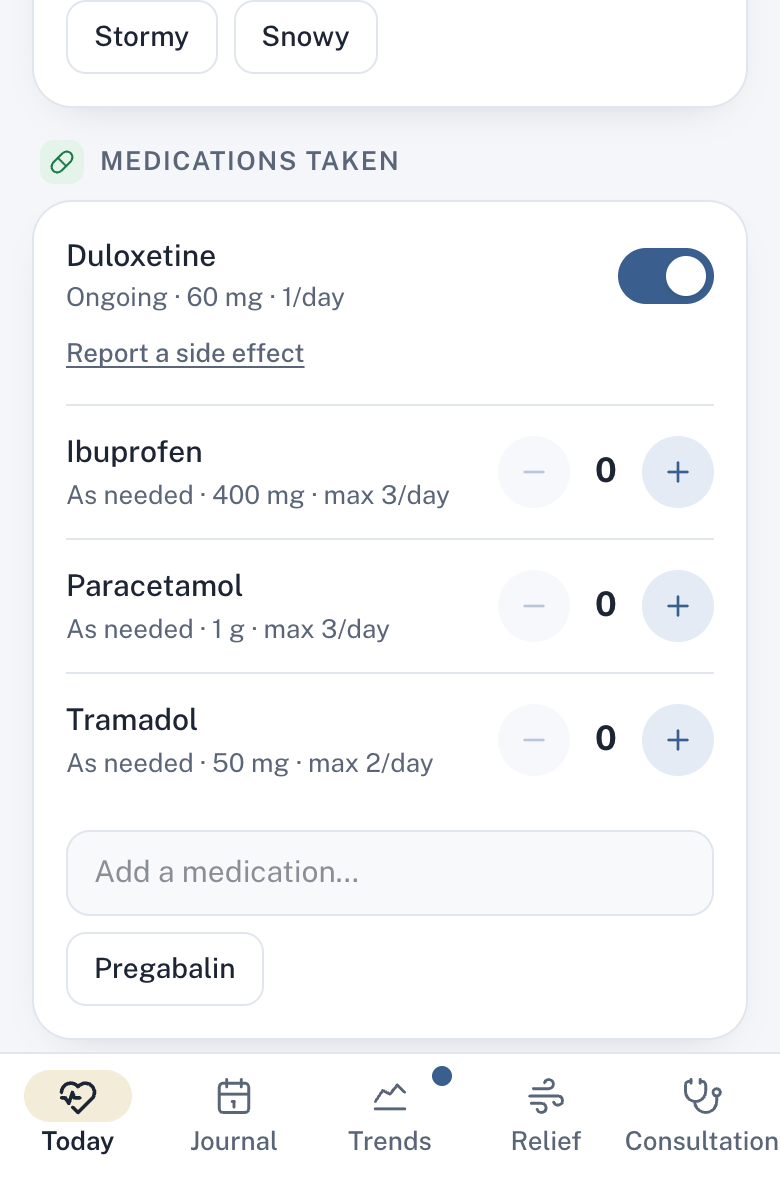 Stormy
Snowy
MEDICATIONS TAKEN
Duloxetine
Ongoing · 60 mg · 1/day
Report a side effect
Ibuprofen
As needed · 400 mg · max 3/day
0
Paracetamol
As needed · 1 g · max 3/day
0
Tramadol
As needed · 50 mg · max 2/day
0
Add a medication...
Pregabalin
Today
Journal
Trends
Relief
Consultation